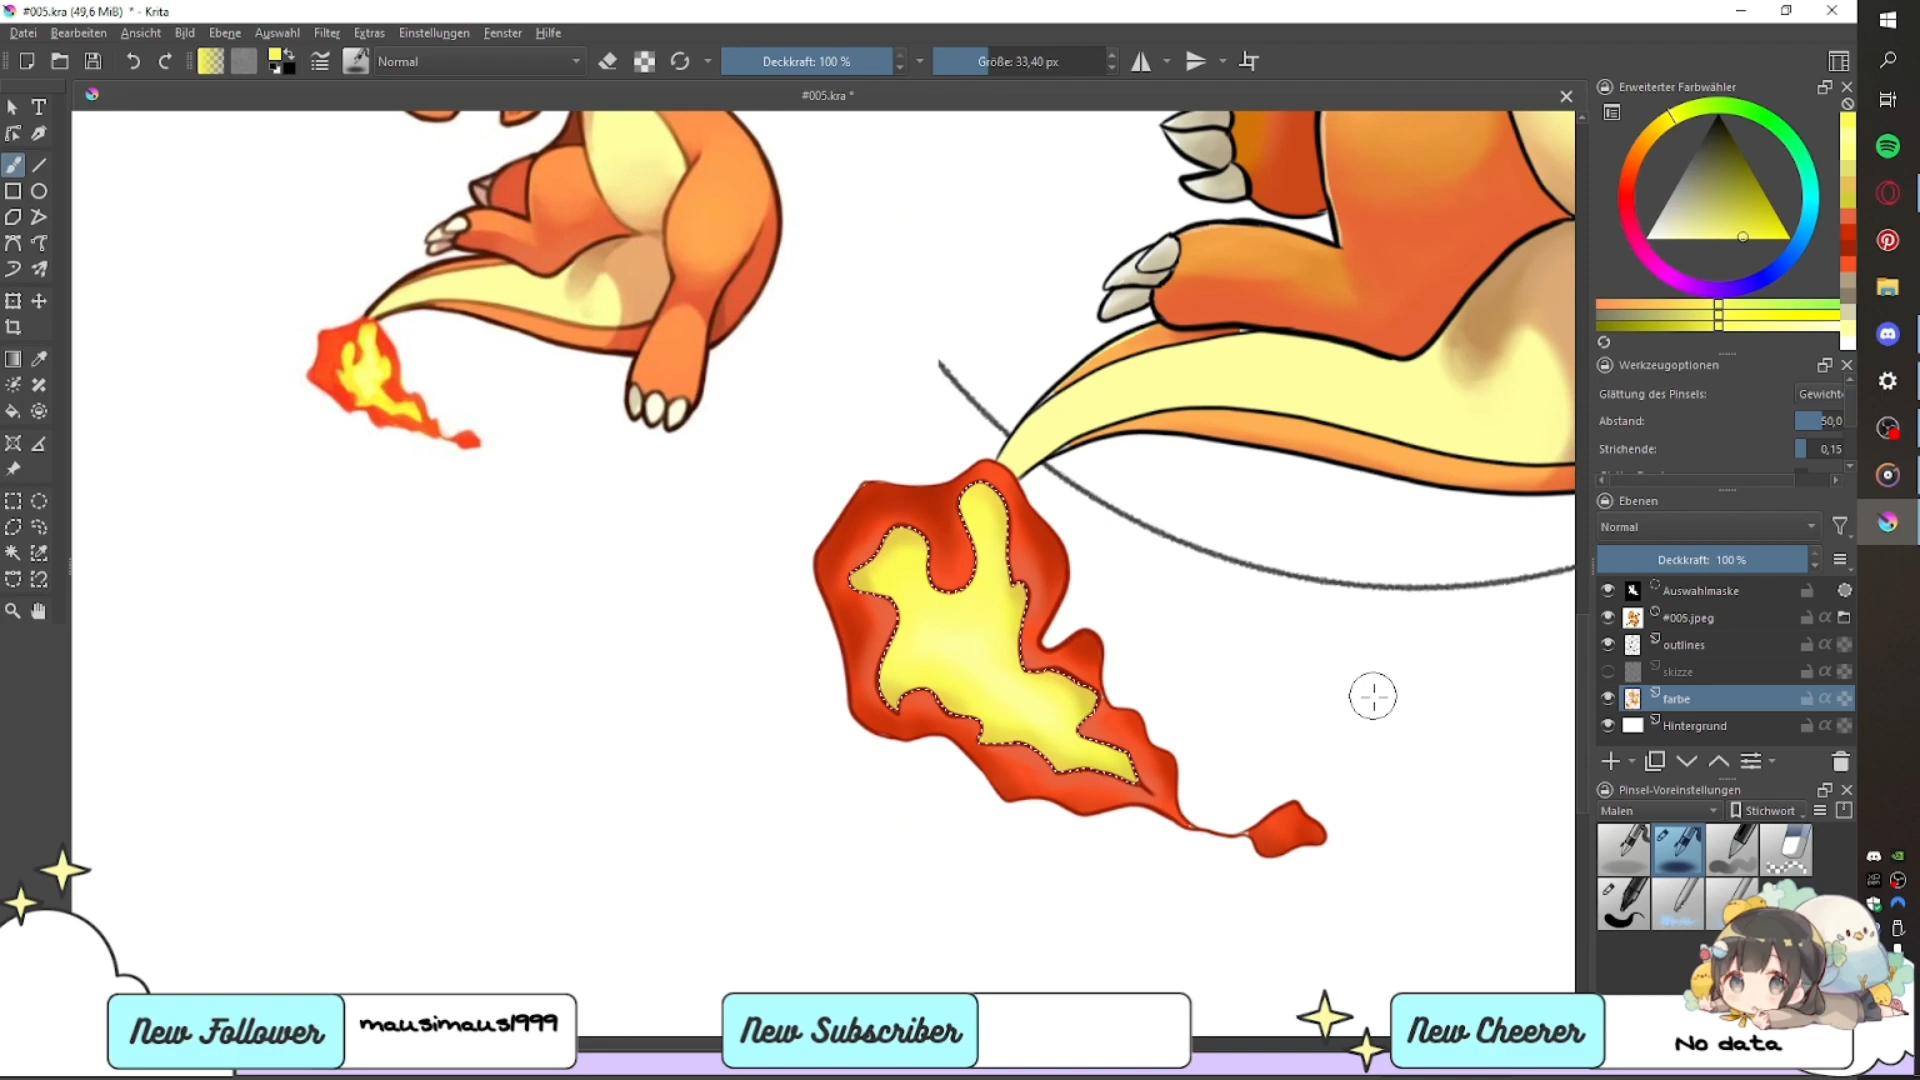 #005.kra (49,6 MiB) * - Krita
Datei Bearbeiten Ansicht Bild Ebene Filter Auswahl Extras Einstellungen Fenster Hilfe
Normal Deckkraft: 100 % Größe: 33,40 px
#005.kra *
Erweiterter Farbwähler
Werkzeugoptionen
Glättung des Pinsels: Gewicht
Abstand: 50,0
Strichende: 0,15
Ebenen
Normal
Deckkraft: 100 %
Auswahlmaske
#005.jpeg
outlines
skizze
farbe
Hintergrund
Pinsel-Voreinstellungen
Malen Stichwort
New Follower mausimaus1999
New Subscriber
New Cheerer No data